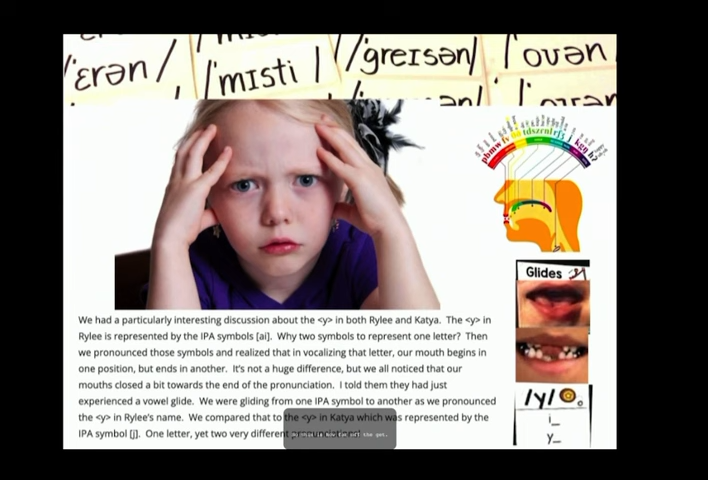 /ˈɛrən/
/ˈmɪsti/
/ˈgreɪsən/
/ˈoʊən
We had a particularly interesting discussion about the <y> in both Rylee and Katya. The <y> in
Rylee is represented by the IPA symbols [ai]. Why two symbols to represent one letter? Then
we pronounced those symbols and realized that in vocalizing that letter, our mouth begins in
one position, but ends in another. It's not a huge difference, but we all noticed that our
mouths closed a bit towards the end of the pronunciation. I told them they had just
experienced a vowel glide. We were gliding from one IPA symbol to another as we pronounced
the <y> in Rylee's name. We compared that to the <y> in Katya which was represented by the
IPA symbol [j]. One letter, yet two very different
Glides
/y/
i_
y_